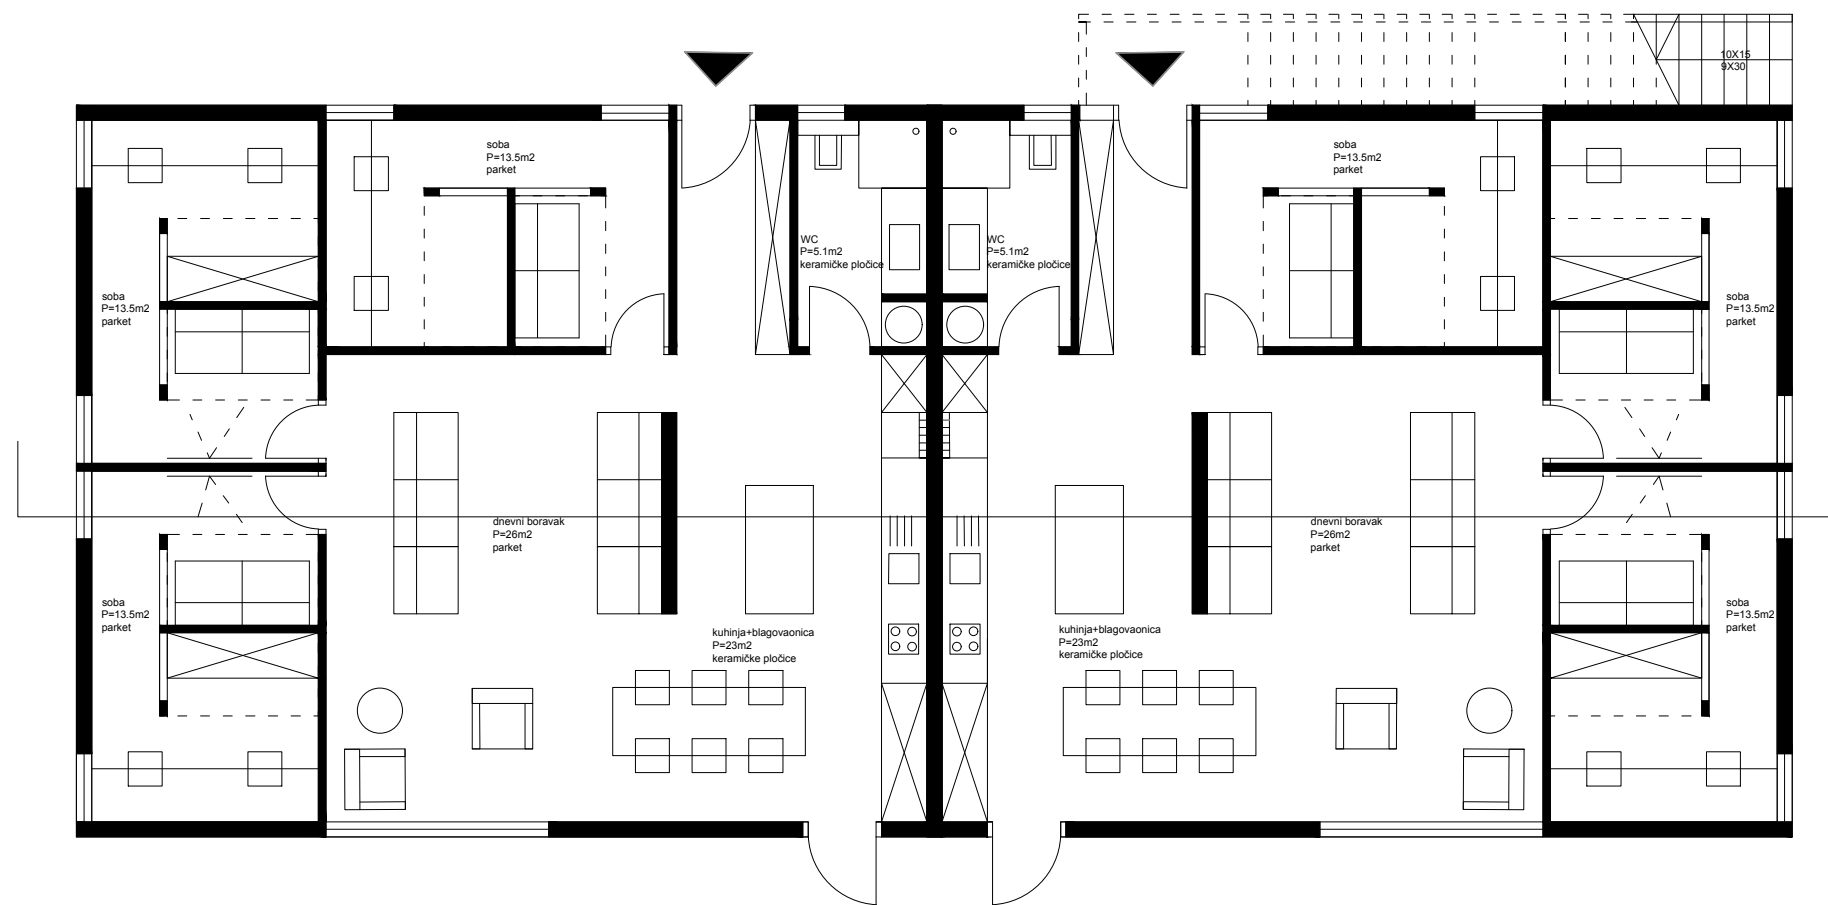 10X15
9X30
soba
P=13.5m2
parket
soba
P=13.5m2
parket
WC
P=5.1m2
keramičke pločice
WC
P=5.1m2
keramičke pločice
soba
P=13.5m2
parket
soba
P=13.5m2
parket
dnevni boravak
P=26m2
parket
dnevni boravak
P=26m2
parket
soba
P=13.5m2
parket
kuhinja+blagovaonica
P=23m2
keramičke pločice
kuhinja+blagovaonica
P=23m2
keramičke pločice
soba
P=13.5m2
parket